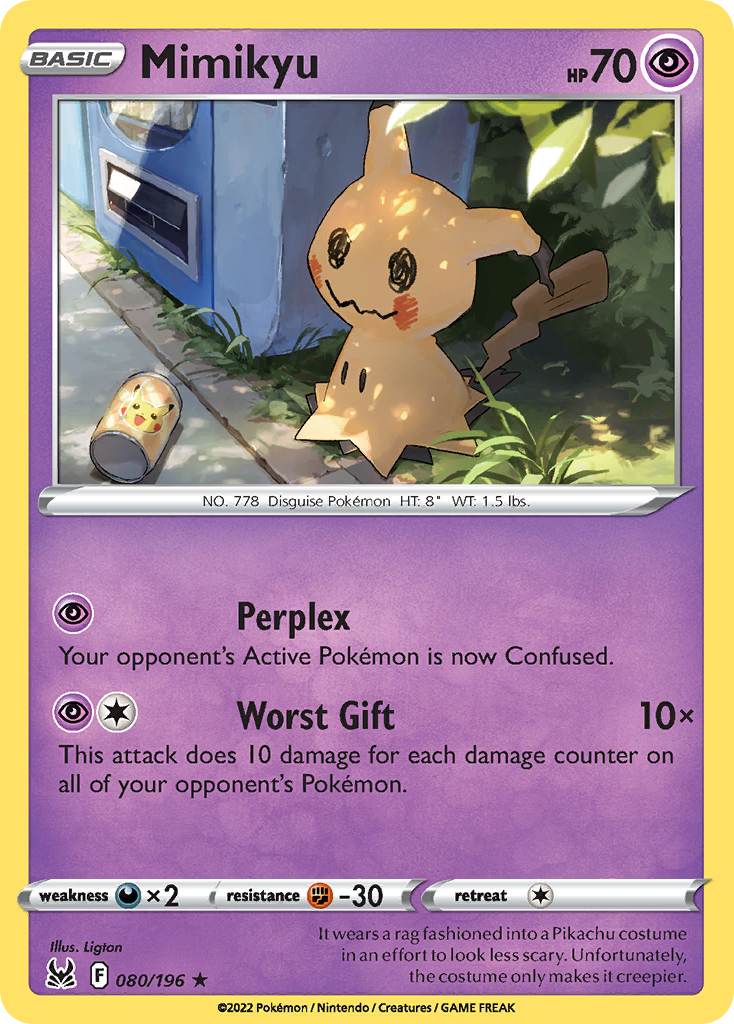 BASIC Mimikyu HP 70
NO. 778 Disguise Pokémon HT: 8" WT: 1.5 lbs.
Perplex
Your opponent's Active Pokémon is now Confused.
Worst Gift 10×
This attack does 10 damage for each damage counter on
all of your opponent's Pokémon.
weakness ×2 resistance -30 retreat
Illus. Ligton
It wears a rag fashioned into a Pikachu costume
in an effort to look less scary. Unfortunately,
the costume only makes it creepier.
F 080/196 ★
©2022 Pokémon / Nintendo / Creatures / GAME FREAK